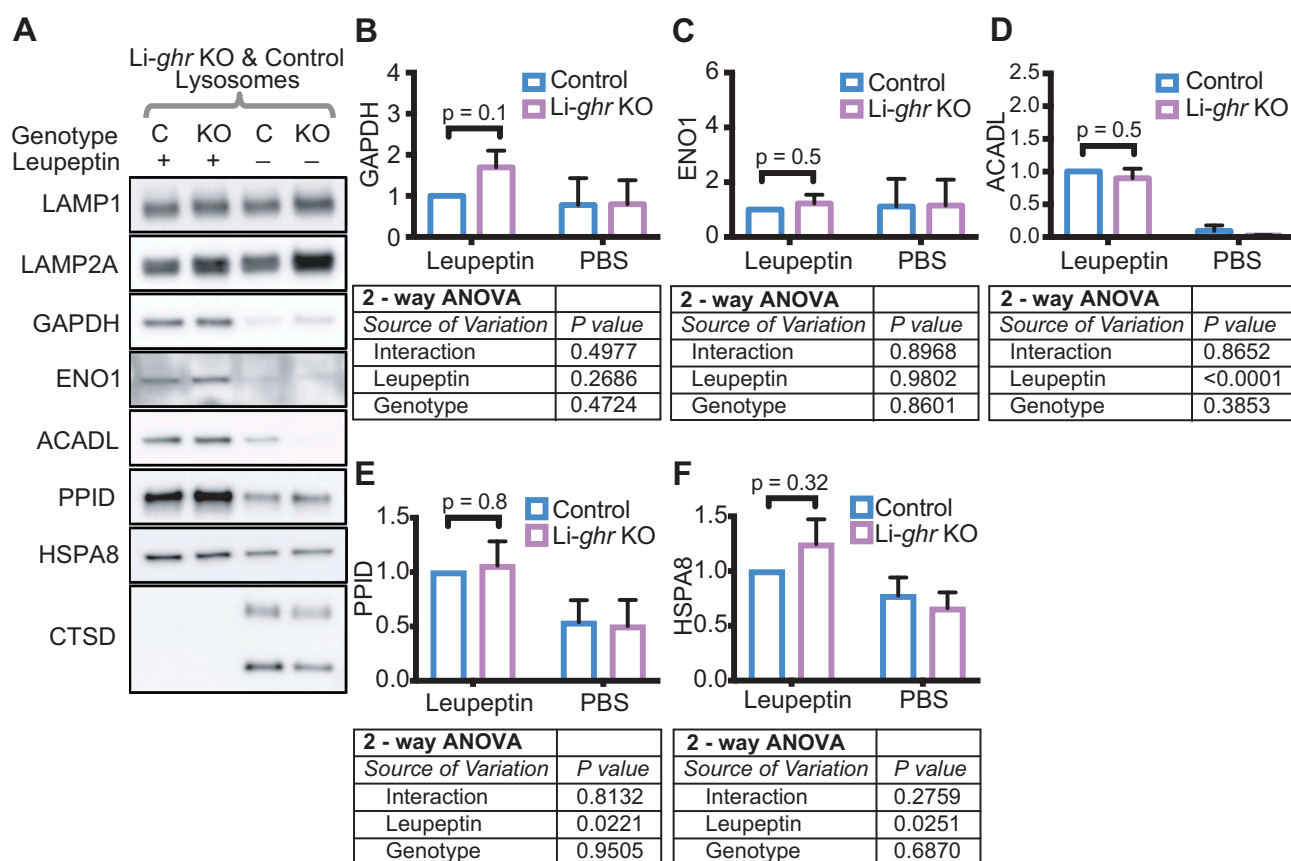 A
Li-ghr KO & Control
Lysosomes
Genotype C KO C KO
Leupeptin + + – –
LAMP1
LAMP2A
GAPDH
ENO1
ACADL
PPID
HSPA8
CTSD
B
GAPDH
4
3
2
1
0
Control
Li-ghr KO
p = 0.1
Leupeptin PBS
2 - way ANOVA
Source of Variation P value
Interaction 0.4977
Leupeptin 0.2686
Genotype 0.4724
C
ENO1
6
4
2
0
Control
Li-ghr KO
p = 0.5
Leupeptin PBS
2 - way ANOVA
Source of Variation P value
Interaction 0.8968
Leupeptin 0.9802
Genotype 0.8601
D
ACADL
2.5
2.0
1.5
1.0
0.5
0.0
Control
Li-ghr KO
p = 0.5
Leupeptin PBS
2 - way ANOVA
Source of Variation P value
Interaction 0.8652
Leupeptin <0.0001
Genotype 0.3853
E
PPID
1.5
1.0
0.5
0.0
p = 0.8
Control
Li-ghr KO
Leupeptin PBS
2 - way ANOVA
Source of Variation P value
Interaction 0.8132
Leupeptin 0.0221
Genotype 0.9505
F
HSPA8
1.5
1.0
0.5
0.0
p = 0.32
Control
Li-ghr KO
Leupeptin PBS
2 - way ANOVA
Source of Variation P value
Interaction 0.2759
Leupeptin 0.0251
Genotype 0.6870